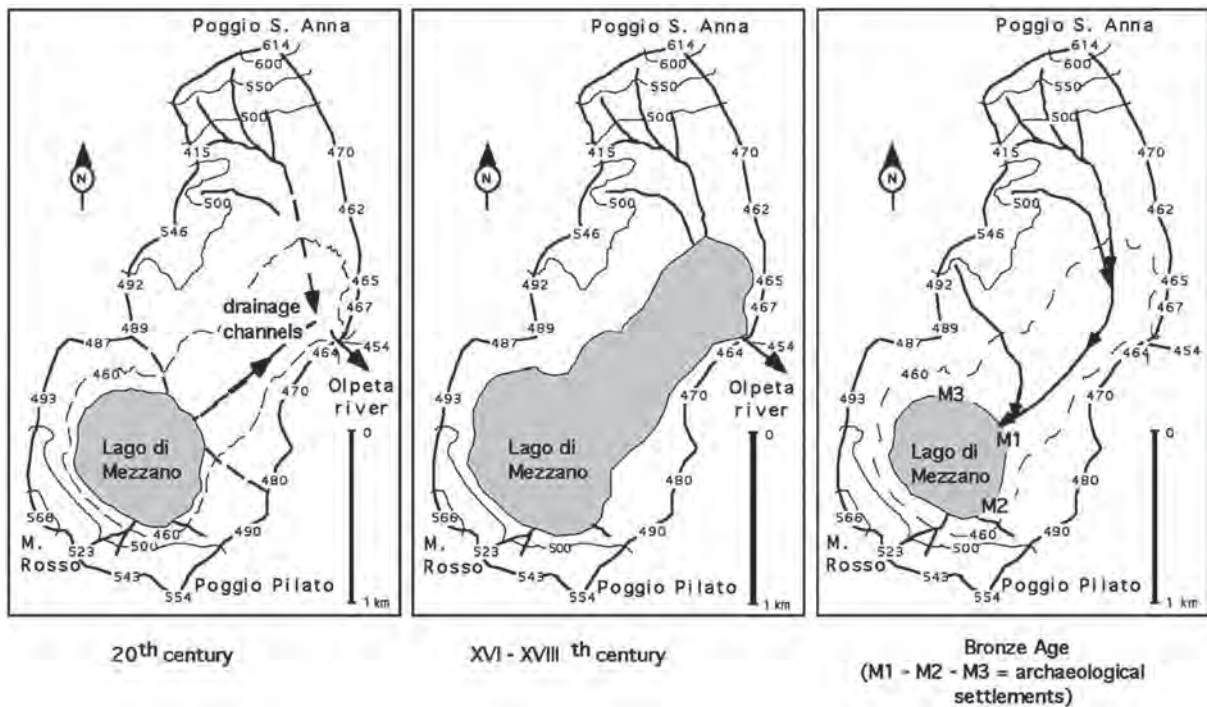 Poggio S. Anna
614
600
550
500
415
470
N
500
462
546
492
465
467
drainage
channels
489
487
464
454
460
Olpeta
river
470
493
0
Lago di
Mezzano
480
566
490
460
M.
Rosso
523
500
543
Poggio Pilato
554
1 km
20th century
Poggio S. Anna
614
600
550
500
415
470
N
500
462
546
492
465
467
489
487
464
454
Olpeta
river
470
493
0
Lago di
Mezzano
480
566
490
460
M.
Rosso
523
500
543
Poggio Pilato
554
1 km
XVI - XVIII th century
Poggio S. Anna
614
600
550
500
415
470
N
500
462
546
492
465
467
489
487
464
454
460
M3
470
493
0
M1
Lago di
Mezzano
480
M2
566
490
460
M.
Rosso
523
500
543
Poggio Pilato
554
1 km
Bronze Age
(M1 - M2 - M3 = archaeological
settlements)